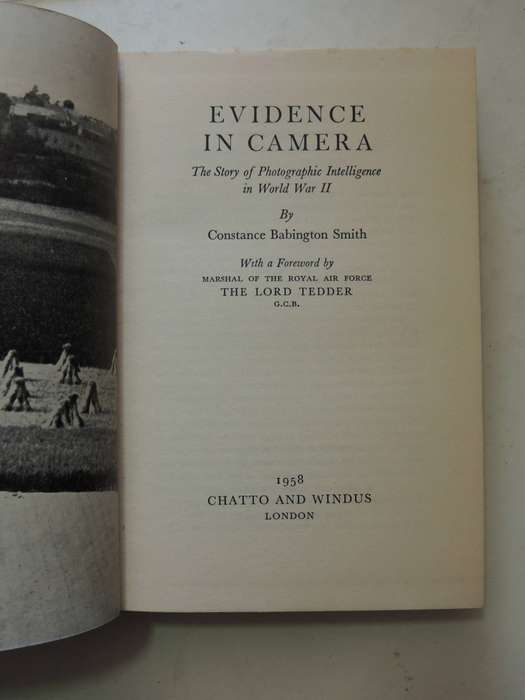 EVIDENCE
IN CAMERA
The Story of Photographic Intelligence
in World War II
By
Constance Babington Smith
With a Foreword by
MARSHAL OF THE ROYAL AIR FORCE
THE LORD TEDDER
G.C.B.
1958
CHATTO AND WINDUS
LONDON